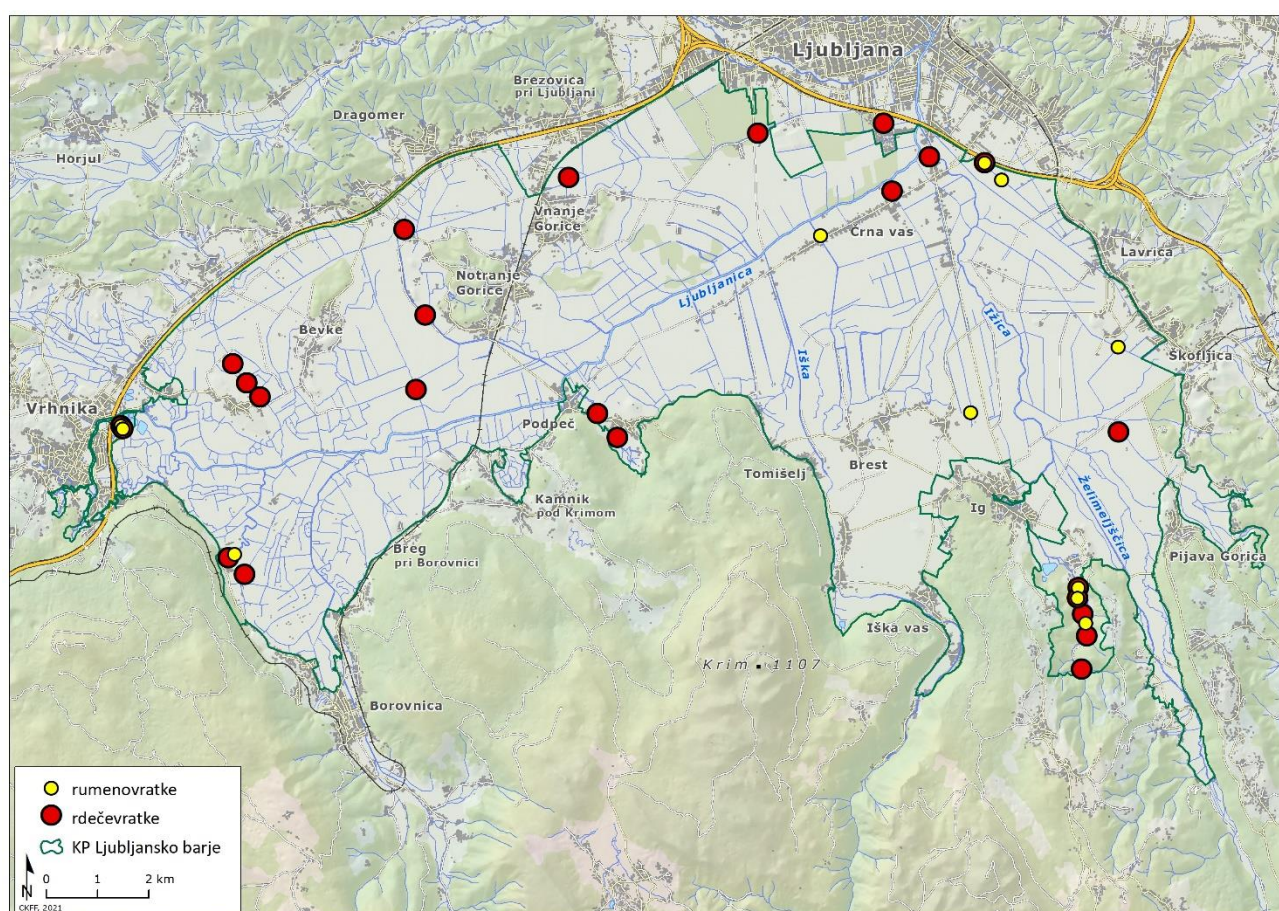 Ljubljana
Brezovica
pri Ljubljani
Dragomer
Horjul
Vnanje
Gorice
Črna vas
Lavrica
Notranje
Gorice
Ljubljanica
Bevke
Ižica
Iška
Škofljica
Vrhnika
Podpeč
Tomišelj
Brest
Kamnik
pod Krimom
Ig
Želimeljščica
Breg
pri Borovnici
Pijava Gorica
Iška vas
Krim 1107
Borovnica
rumenovratke
rdečevratke
KP Ljubljansko barje
N
0 1 2 km
CKFF, 2021